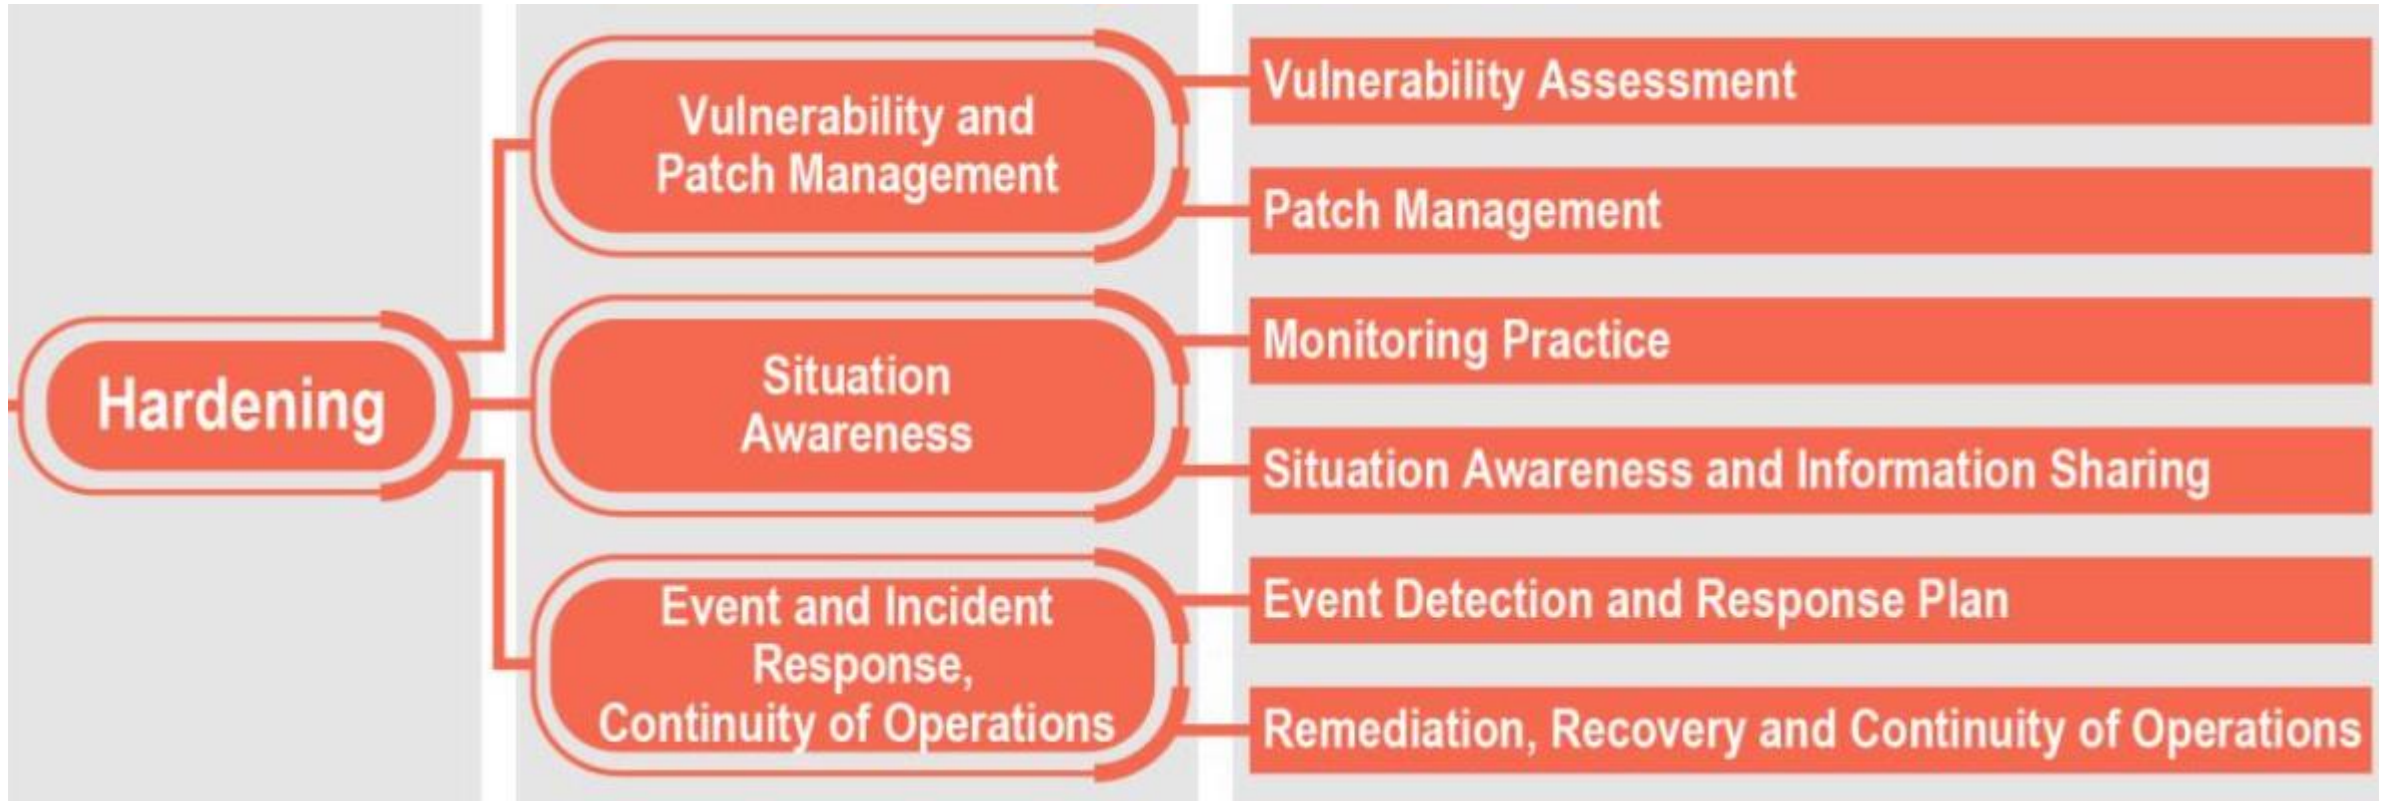 Hardening
Vulnerability and
Patch Management
Vulnerability Assessment
Patch Management
Situation
Awareness
Monitoring Practice
Situation Awareness and Information Sharing
Event and Incident
Response,
Continuity of Operations
Event Detection and Response Plan
Remediation, Recovery and Continuity of Operations